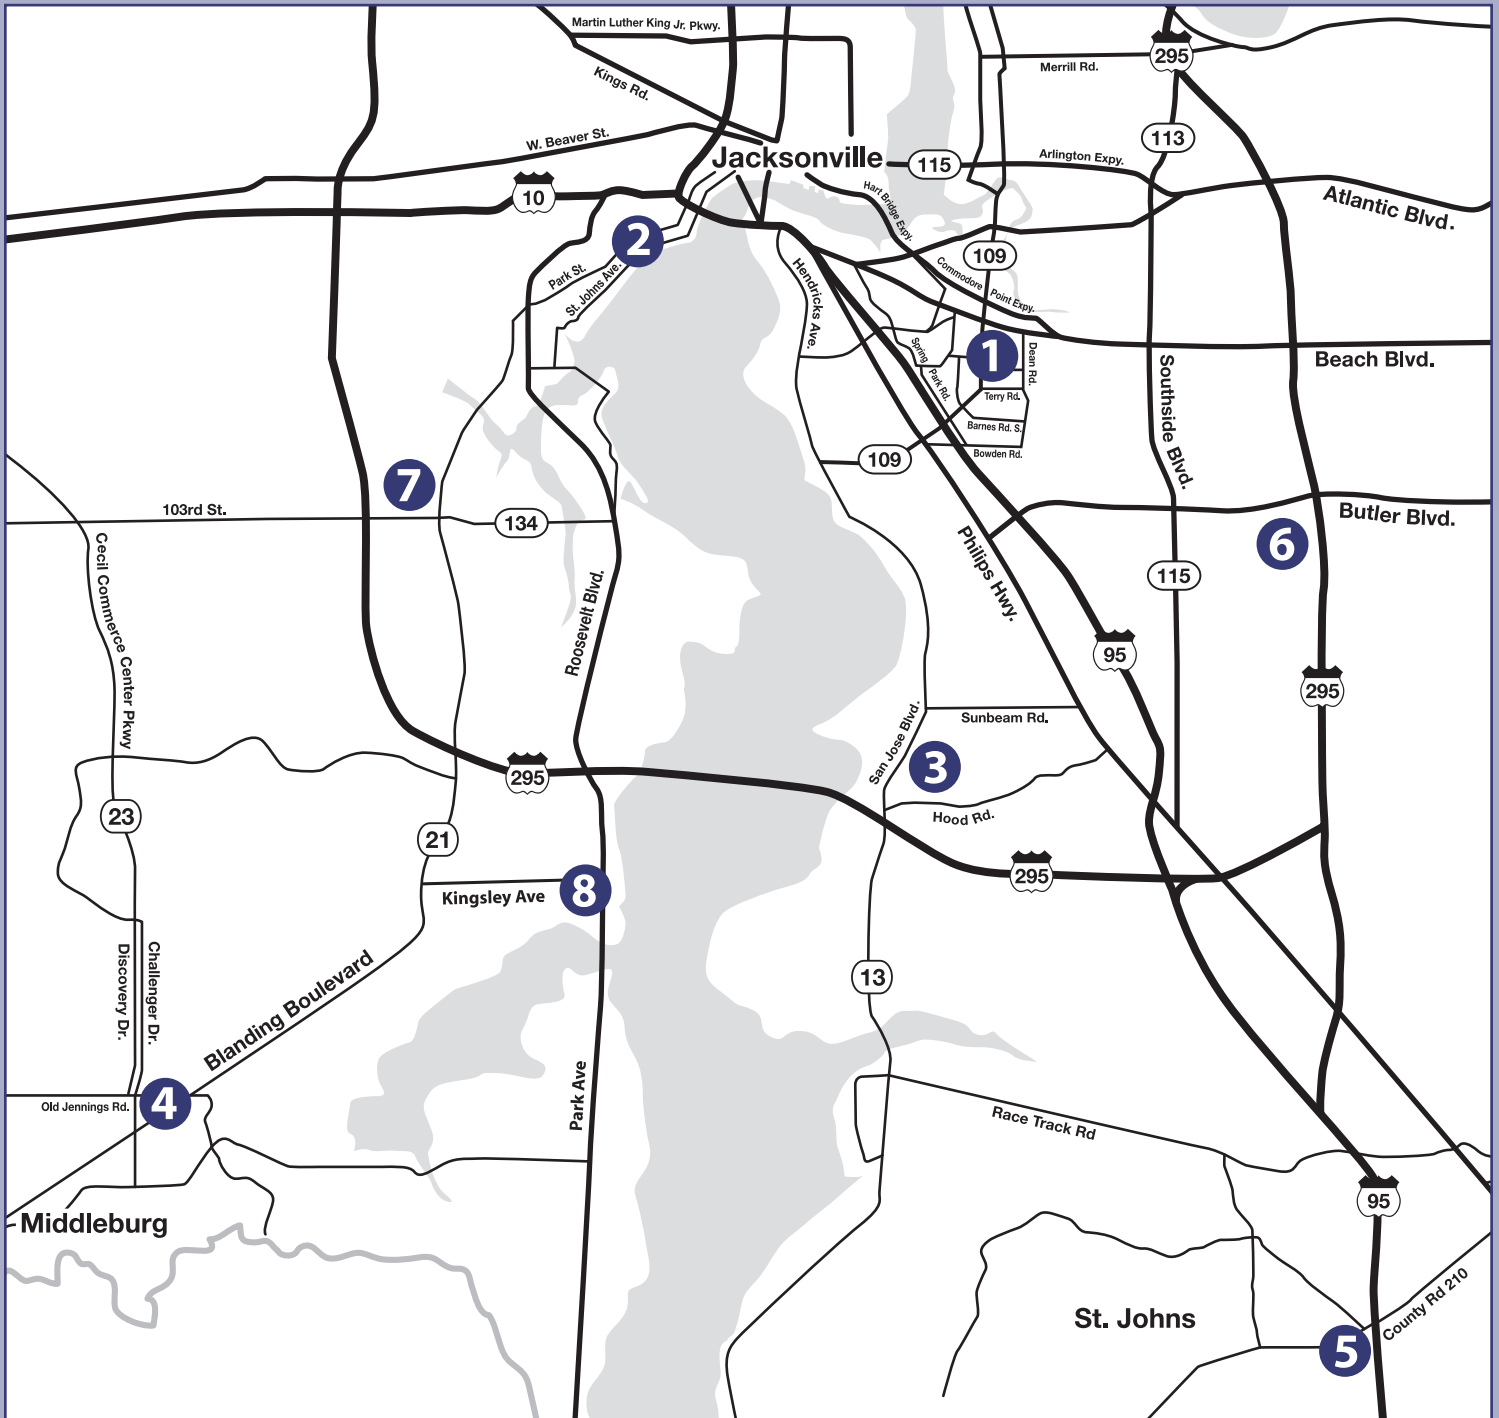 Martin Luther King Jr. Pkwy.
Kings Rd.
Merrill Rd.
295
113
W. Beaver St.
Jacksonville
115
Arlington Expy.
10
Hart Bridge Expy.
Atlantic Blvd.
2
109
Park St.
St. Johns Ave.
Hendricks Ave.
Commodore Point Expy.
1
Spring Park Rd.
Dean Rd.
Terry Rd.
Barnes Rd. S.
Bowden Rd.
Beach Blvd.
Southside Blvd.
109
7
103rd St.
134
Butler Blvd.
6
Philips Hwy.
115
Cecil Commerce Center Pkwy
Roosevelt Blvd.
95
295
Sunbeam Rd.
San Jose Blvd.
3
295
Hood Rd.
23
21
295
Kingsley Ave
8
Discovery Dr.
Challenger Dr.
Blanding Boulevard
13
Park Ave
Old Jennings Rd.
4
Race Track Rd
95
Middleburg
St. Johns
County Rd 210
5